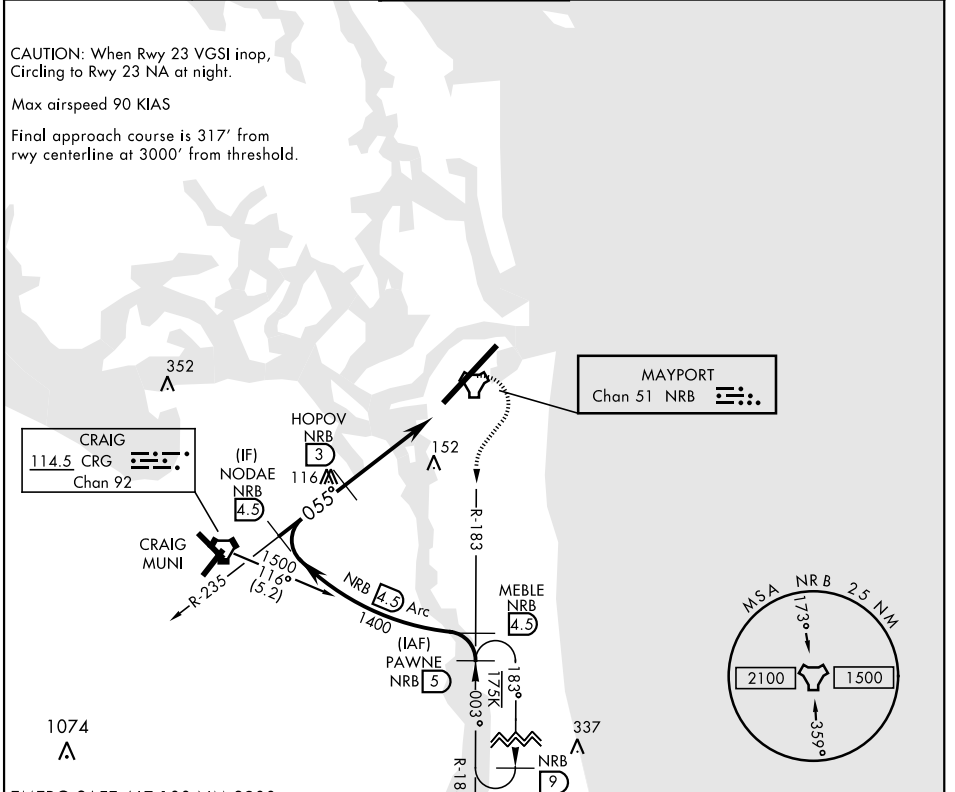 CAUTION: When Rwy 23 VGSI inop,
Circling to Rwy 23 NA at night.
Max airspeed 90 KIAS
Final approach course is 317' from
rwy centerline at 3000' from threshold.
352
MAYPORT
Chan 51 NRB
HOPOV
NRB
3
116
152
CRAIG
114.5 CRG
Chan 92
(IF)
NODAE
NRB
4.5
055°
R-183
CRAIG
MUNI
1500
116°
(5.2)
R-235
NRB 4.5 Arc
1400
MEBLE
NRB
4.5
(IAF)
PAWNE
NRB 5
183°
175K
003°
MSA NRB 25 NM
173°
2100
1500
359°
1074
337
NRB
9
R-18